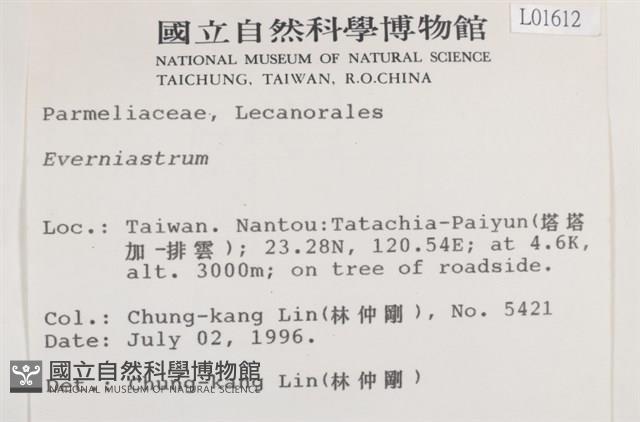 國立自然科學博物館
L01612
NATIONAL MUSEUM OF NATURAL SCIENCE
TAICHUNG, TAIWAN, R.O.CHINA
Parmeliaceae, Lecanorales
Everniastrum
Loc.: Taiwan. Nantou:Tatachia-Paiyun(塔塔
加-排雲); 23.28N, 120.54E; at 4.6K,
alt. 3000m; on tree of roadside.
Col.: Chung-kang Lin(林仲剛), No. 5421
Date: July 02, 1996.
Det.: Chung-kang Lin(林仲剛)
國立自然科學博物館
NATIONAL MUSEUM OF NATURAL SCIENCE